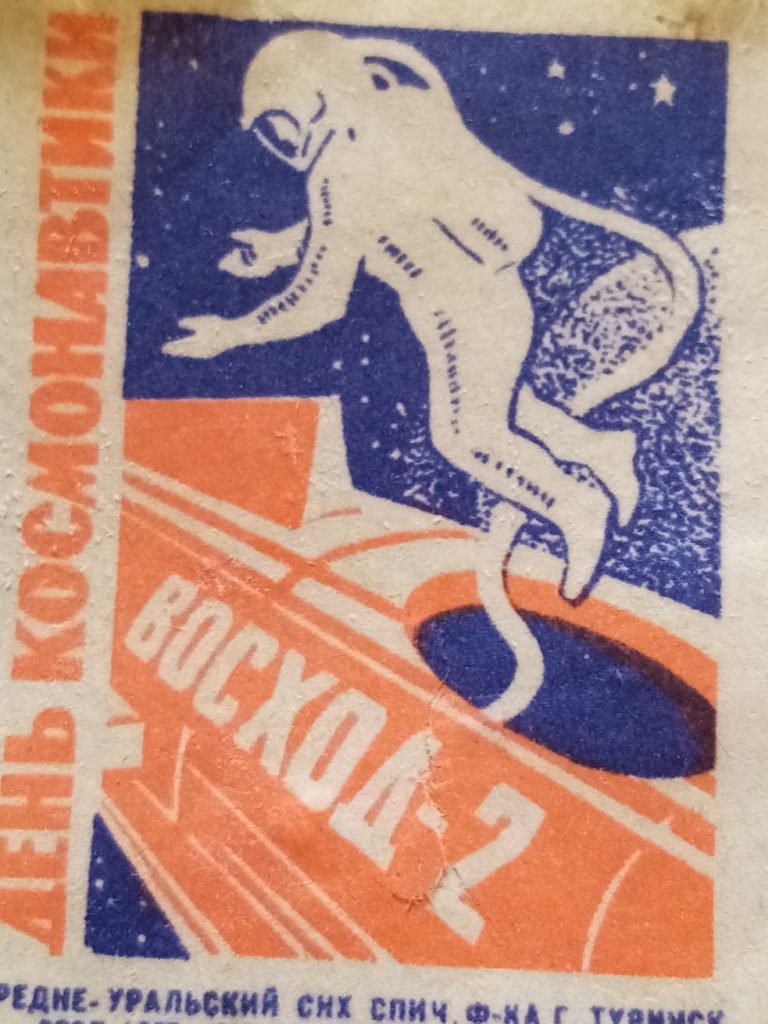 ДЕНЬ КОСМОНАВТИКИ
ВОСХОД-2
РЕДНЕ-УРАЛЬСКИЙ СНХ СПИЧ. Ф-КА Г. ТУРИНСК